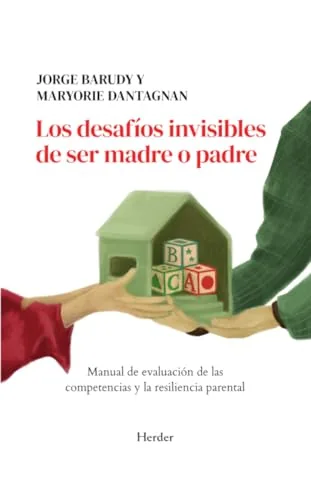 JORGE BARUDY Y
MARYORIE DANTAGNAN
Los desafíos invisibles
de ser madre o padre
B
C
A
Manual de evaluación de las
competencias y la resiliencia parental
Herder